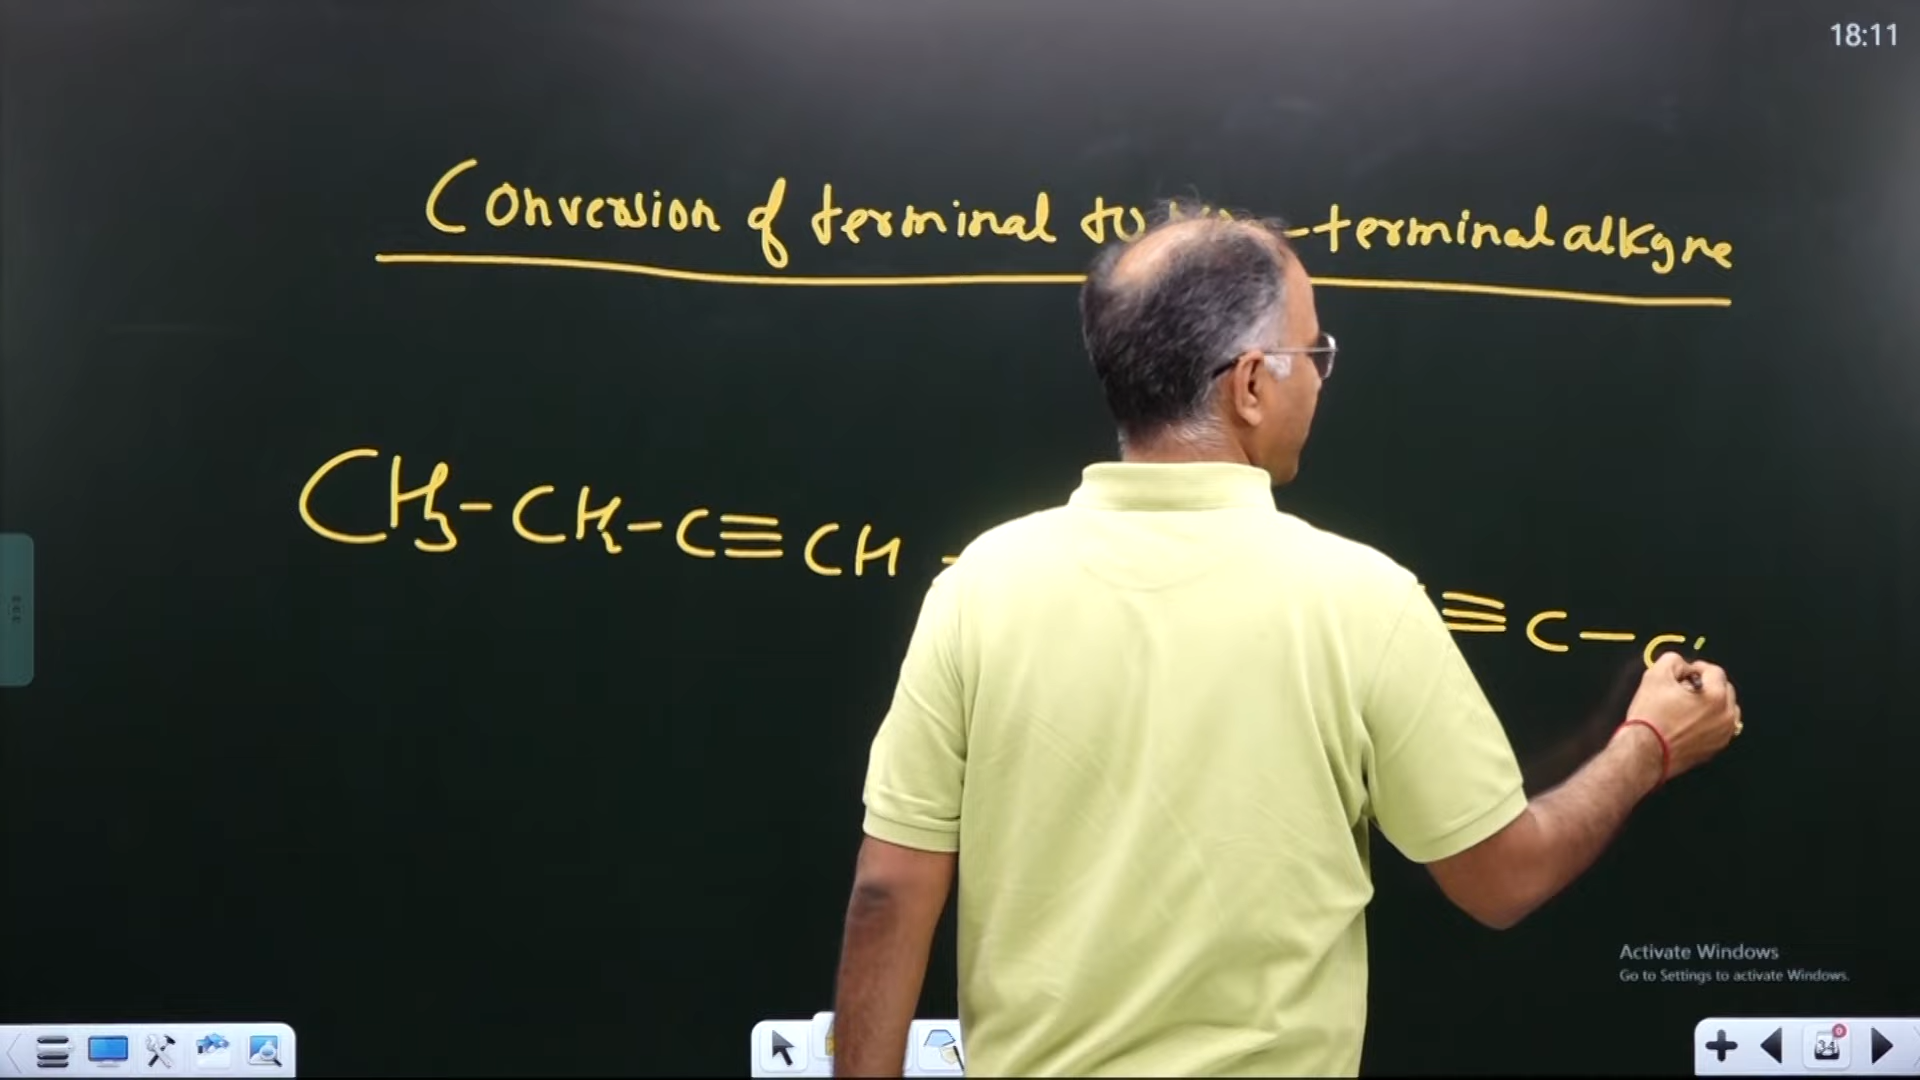 18:11
Conversion of terminal to -terminal alkyne
CH3-CH2-C≡CH - ≡C-C
Activate Windows
Go to Settings to activate Windows.
34